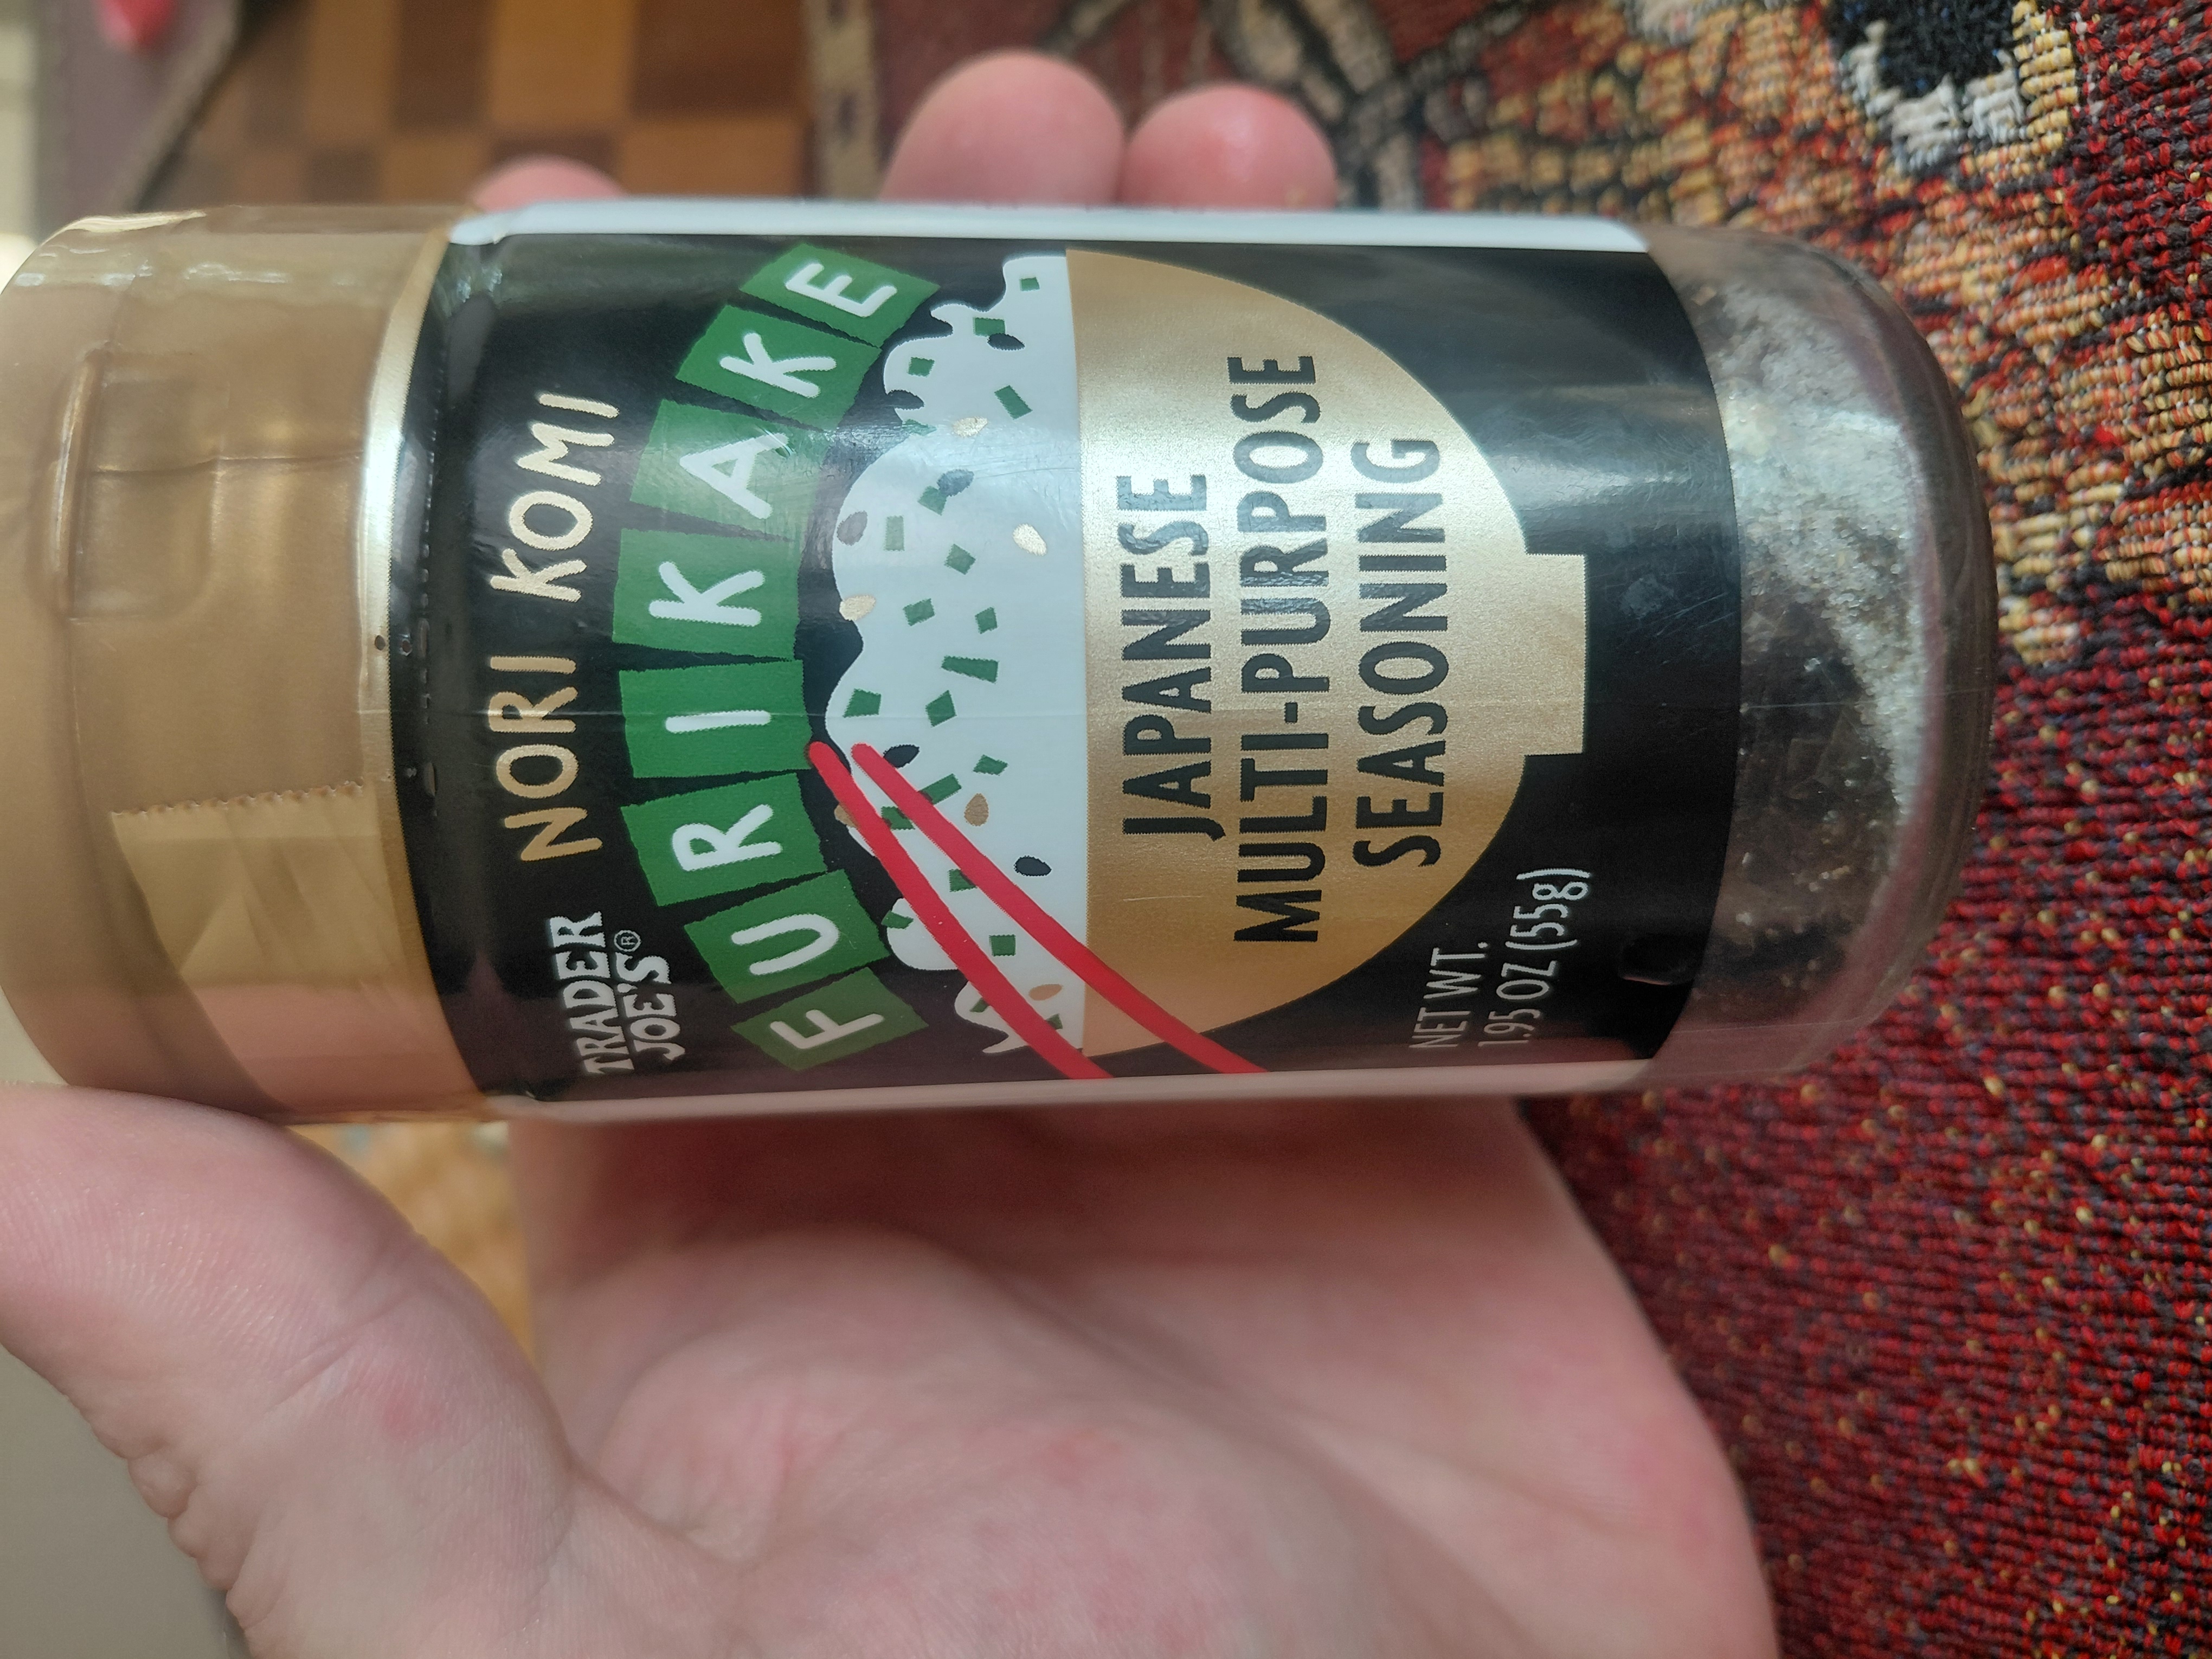 TRADER
JOE'S®
NORI KOMI
FURIKAKE
JAPANESE
MULTI-PURPOSE
SEASONING
NET WT.
1.95 OZ (55g)